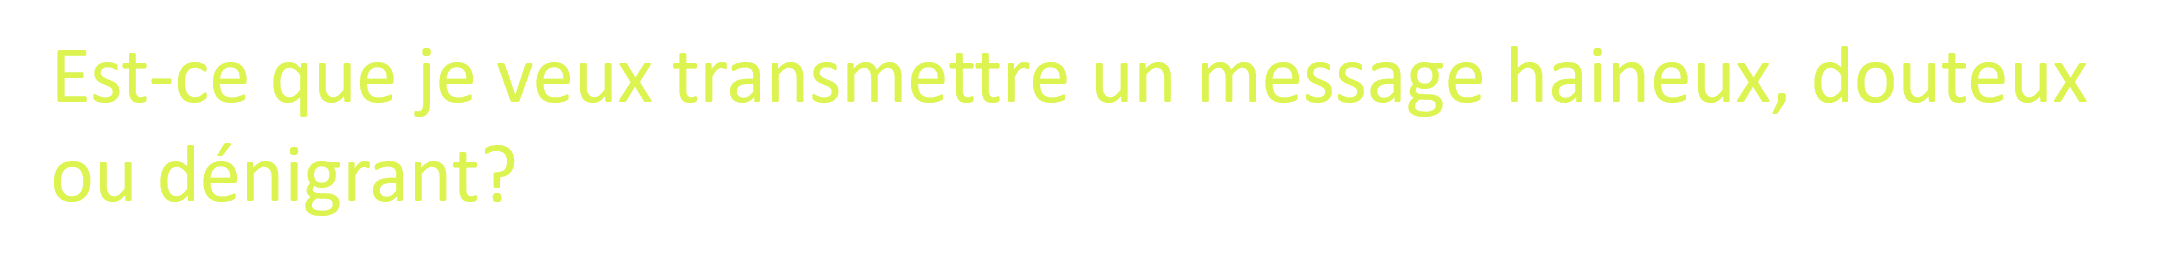 Est-ce que je veux transmettre un message haineux, douteux
ou dénigrant?